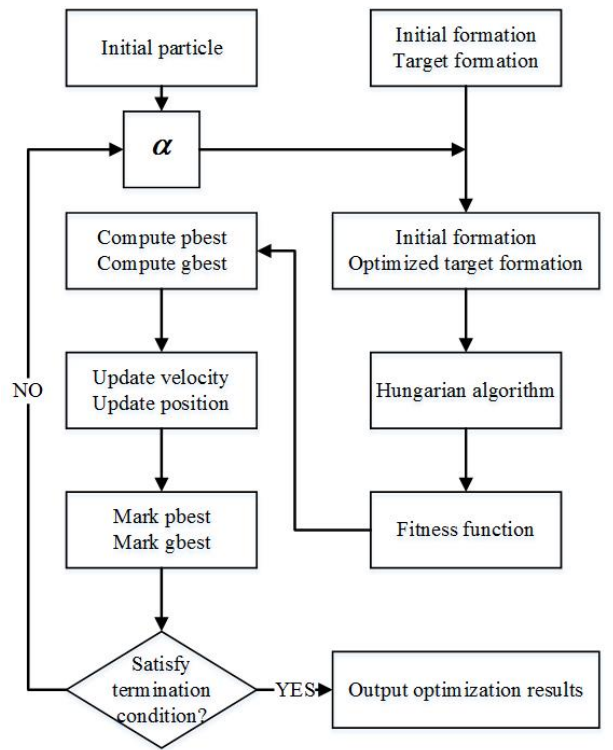 Initial particle
Initial formation
Target formation
α
Compute pbest
Compute gbest
Initial formation
Optimized target formation
NO
Update velocity
Update position
Hungarian algorithm
Mark pbest
Mark gbest
Fitness function
Satisfy
termination
condition?
YES
Output optimization results